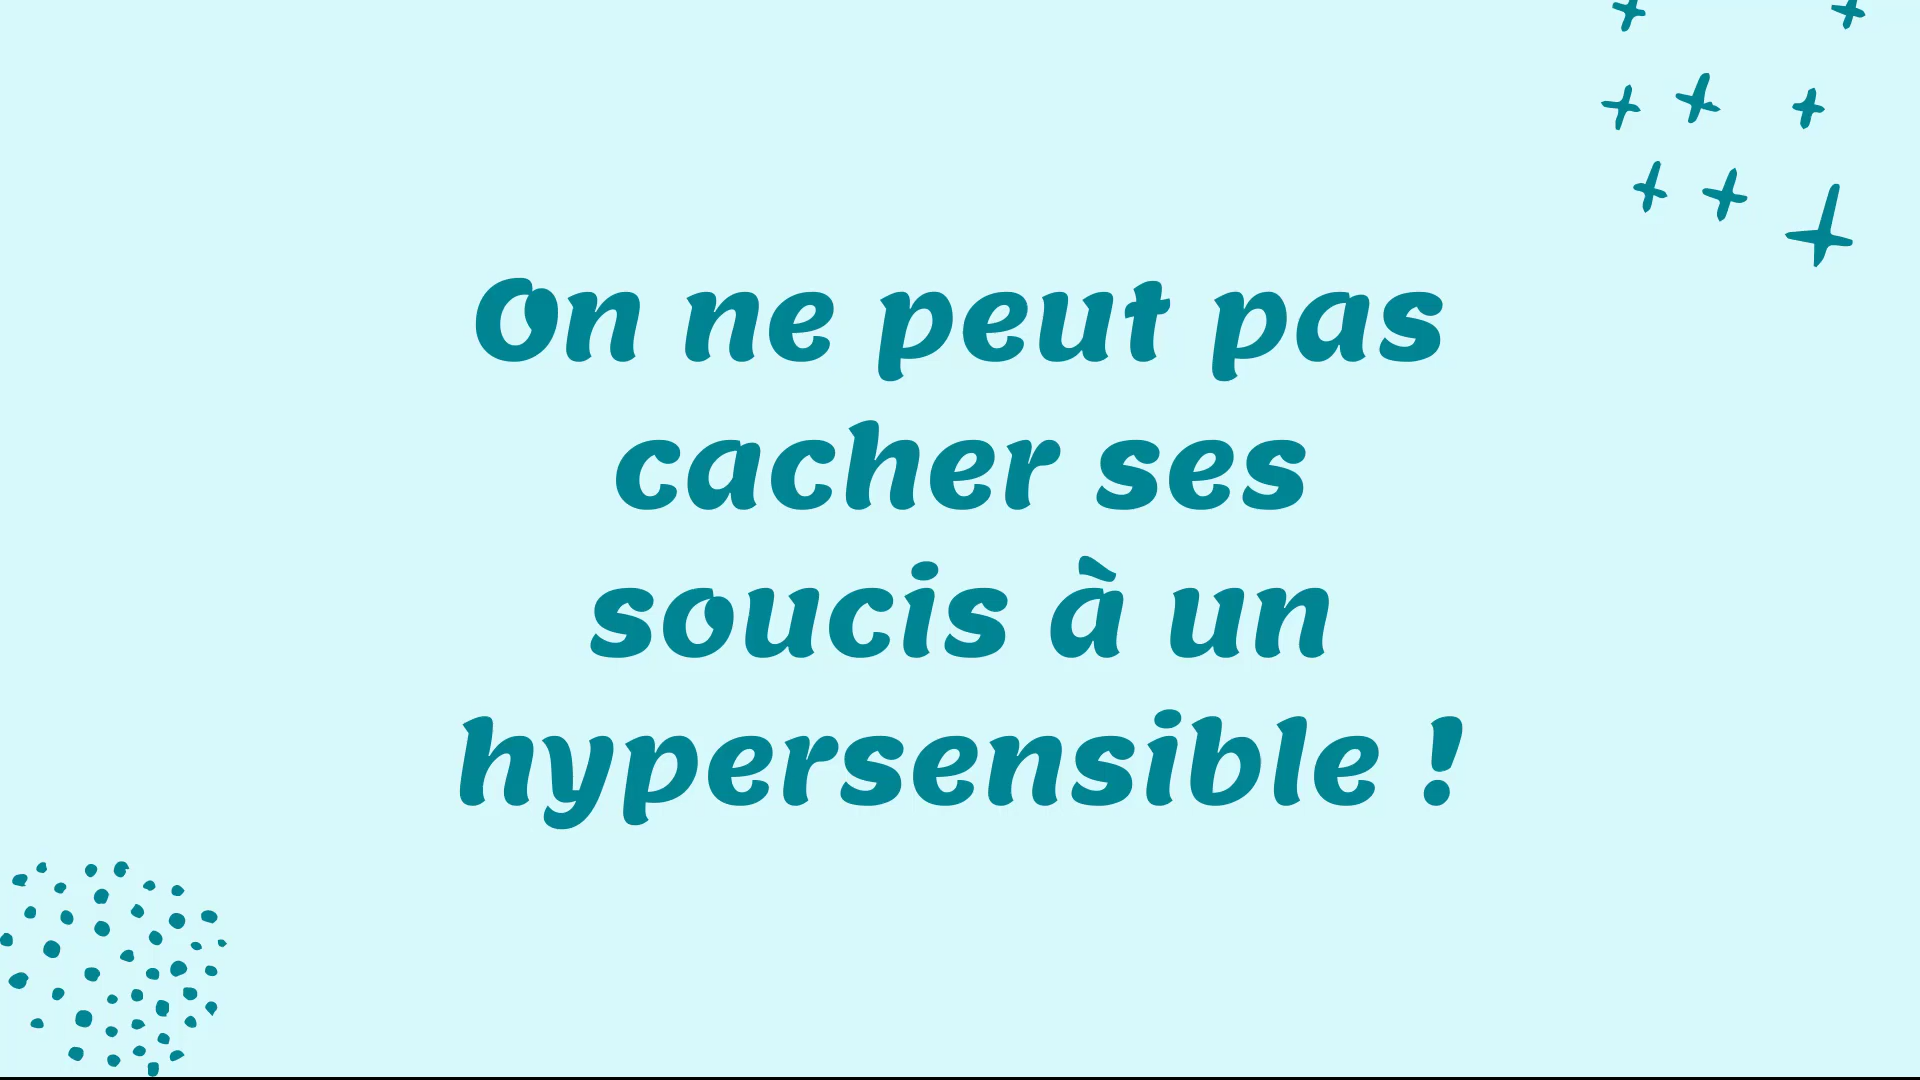 On ne peut pas
cacher ses
soucis à un
hypersensible !